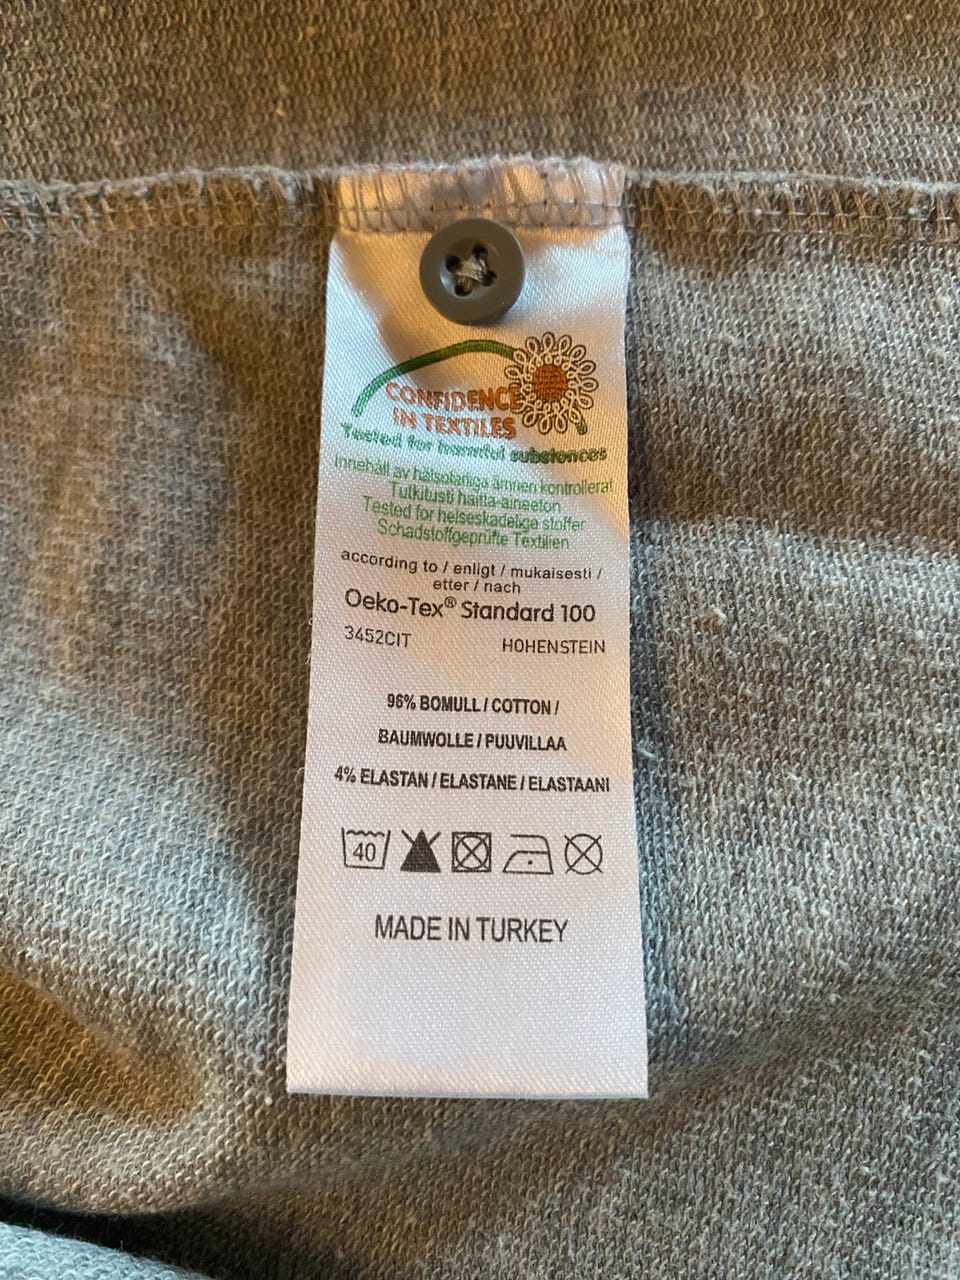 CONFIDENCE
IN TEXTILES
Tested for harmful substances
Innehåll av hälsofarliga ämnen kontrollerat
Tutkitusti haitta-aineeton
Tested for helseskadelige stoffer
Schadstoffgeprüfte Textilien
according to / enligt / mukaisesti /
etter / nach
Oeko-Tex® Standard 100
3452CIT HOHENSTEIN
96% BOMULL / COTTON /
BAUMWOLLE / PUUVILLAA
4% ELASTAN / ELASTANE / ELASTAANI
40
MADE IN TURKEY